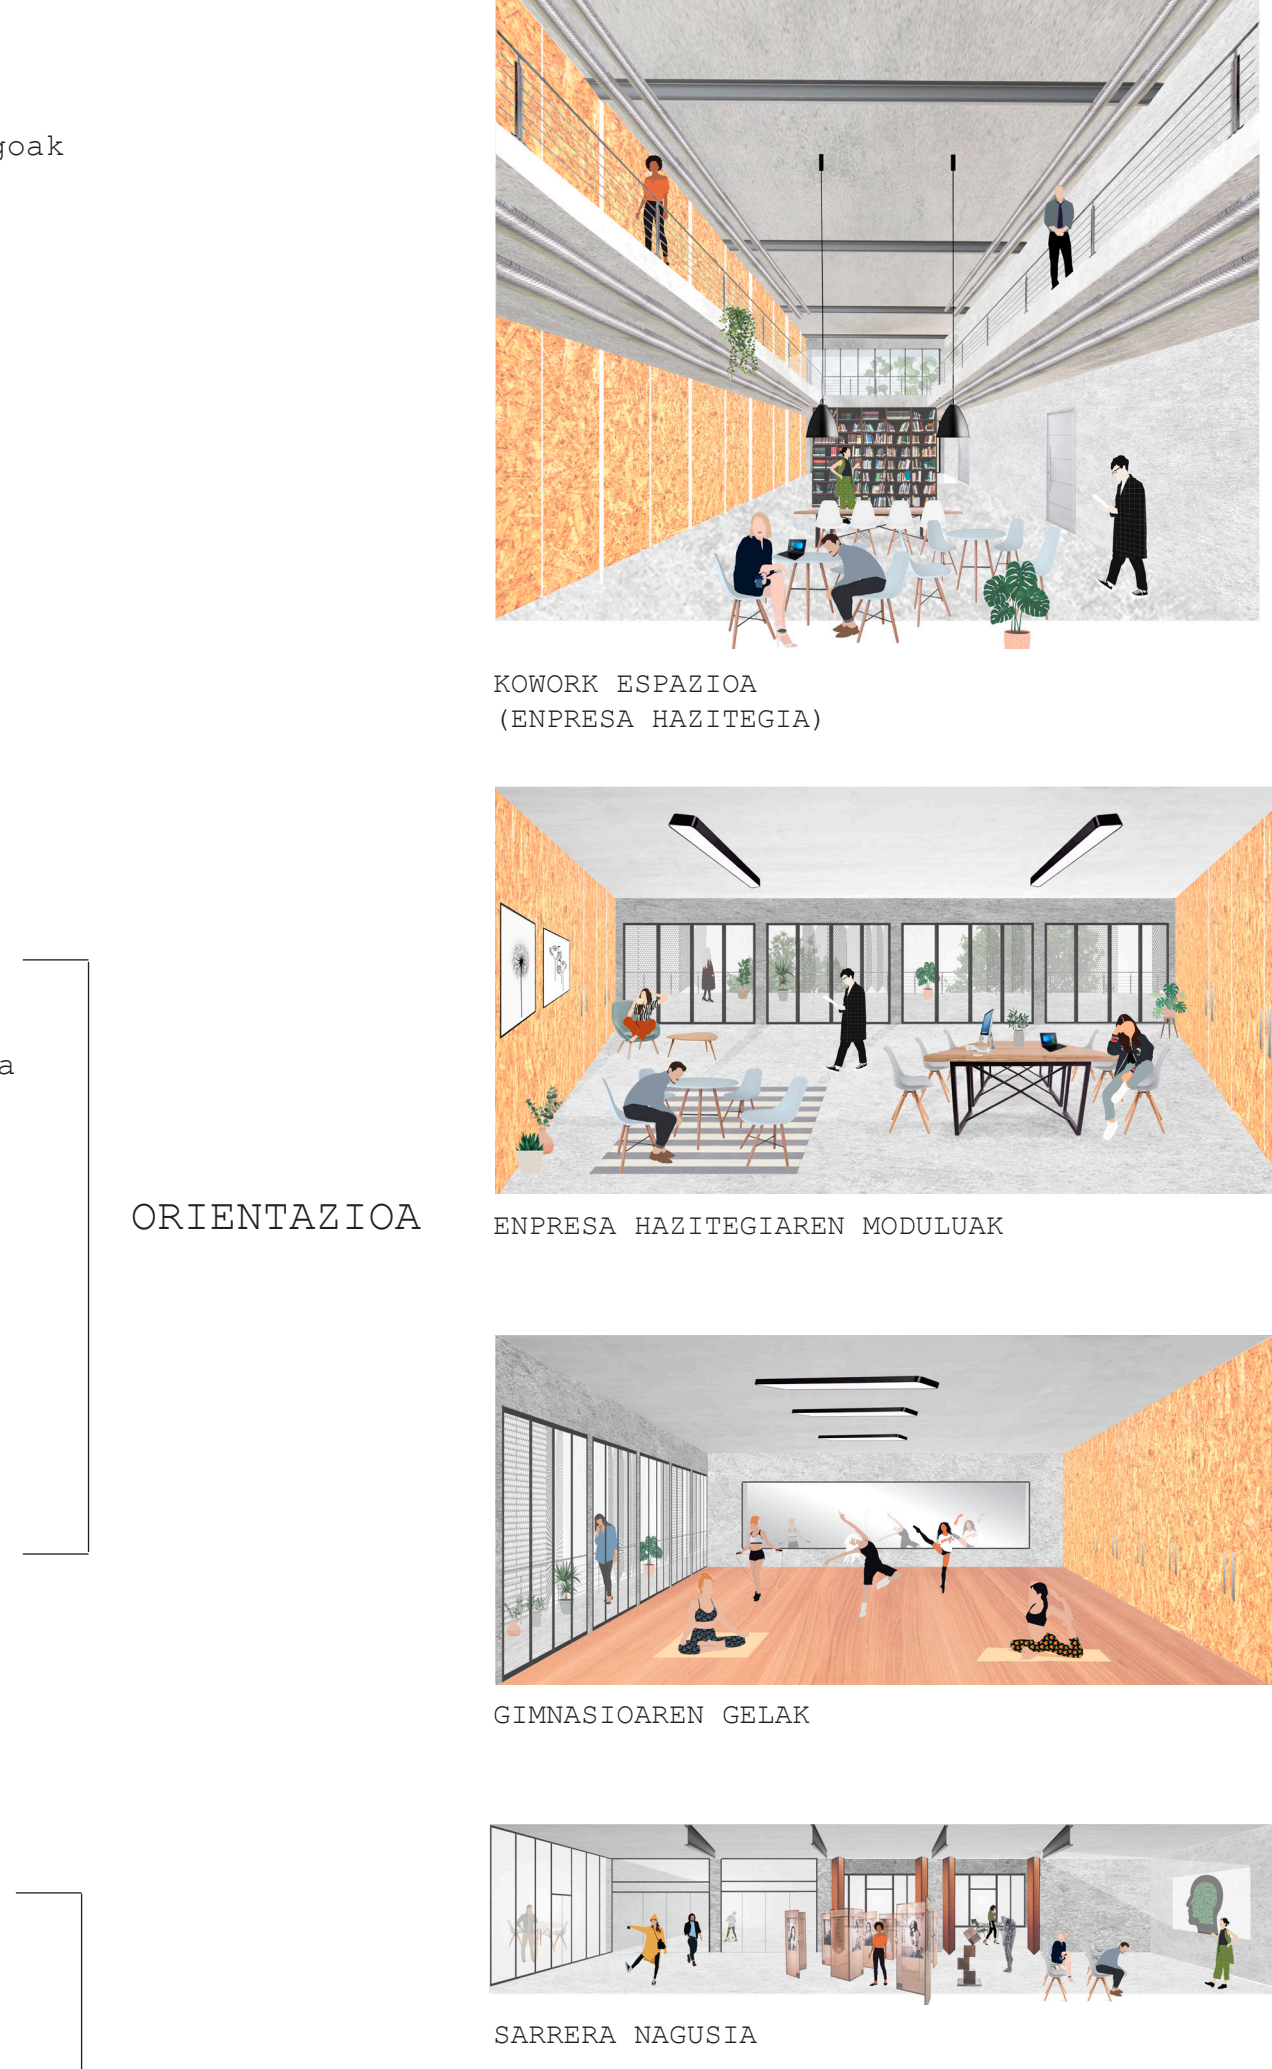 KOWORK ESPAZIOA
(ENPRESA HAZITEGIA)
ORIENTAZIOA
ENPRESA HAZITEGIAREN MODULUAK
GIMNASIOAREN GELAK
SARRERA NAGUSIA